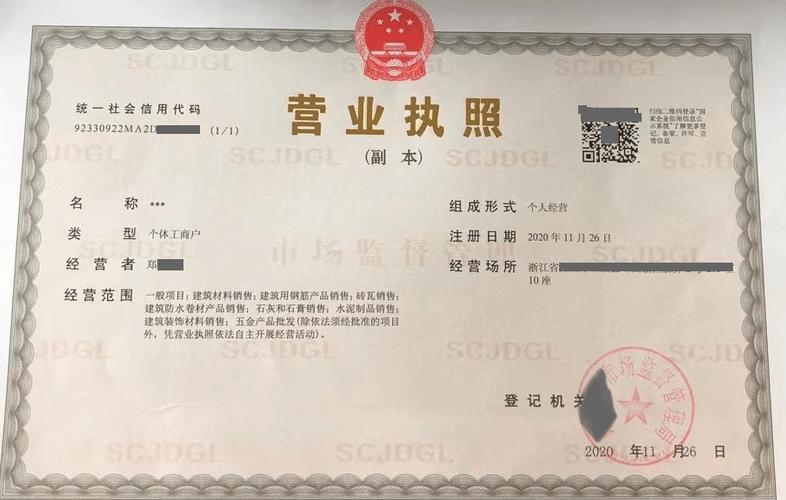 统一社会信用代码
92330922MA2D (1/1)
营业执照
(副 本)
扫描二维码登录“国
家企业信用信息公
示系统”了解更多登
记、备案、许可、监
管信息
名 称 ***
类 型 个体工商户
经营者 郑
经营范围 一般项目：建筑材料销售；建筑用钢筋产品销售；砖瓦销售；
建筑防水卷材产品销售；石灰和石膏销售；水泥制品销售；
建筑装饰材料销售；五金产品批发(除依法须经批准的项目
外，凭营业执照依法自主开展经营活动)。
组成形式 个人经营
注册日期 2020 年 11 月 26 日
经营场所 浙江省
10 座
登记机关
市场监督管理局
2020 年 11 月 26 日
SCJDGL
市场监督管理